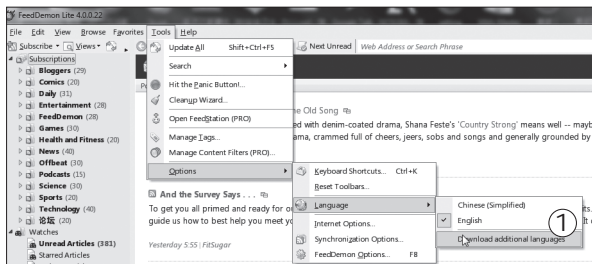 FeedDemon Lite 4.0.0.22
File Edit View Browse Favorites Tools Help
Subscribe Views Next Unread Web Address or Search Phrase
Subscriptions
Bloggers (29)
Comics (20)
Daily (31)
Entertainment (28)
FeedDemon (28)
Games (30)
Health and Fitness (20)
News (40)
Offbeat (30)
Podcasts (15)
Science (30)
Sports (20)
Technology (40)
论坛 (20)
Watches
Unread Articles (381)
Starred Articles
Update All Shift+Ctrl+F5
Search
Hit the Panic Button!...
Cleanup Wizard...
Open FeedStation (PRO)
Manage Tags...
Manage Content Filters (PRO)...
Options
Keyboard Shortcuts... Ctrl+K
Reset Toolbars...
Language
Internet Options...
Synchronization Options...
FeedDemon Options... F8
Chinese (Simplified)
English
Download additional languages
1
Old Song
ed with denim-coated drama, Shana Feste's 'Country Strong' means well -- mayb
ama, crammed full of cheers, jeers, sobs and songs and generally grounded by
And the Survey Says . . .
To get you all primed and ready for ou
guide us how to best help you meet yo
Yesterday 5:55 | FitSugar